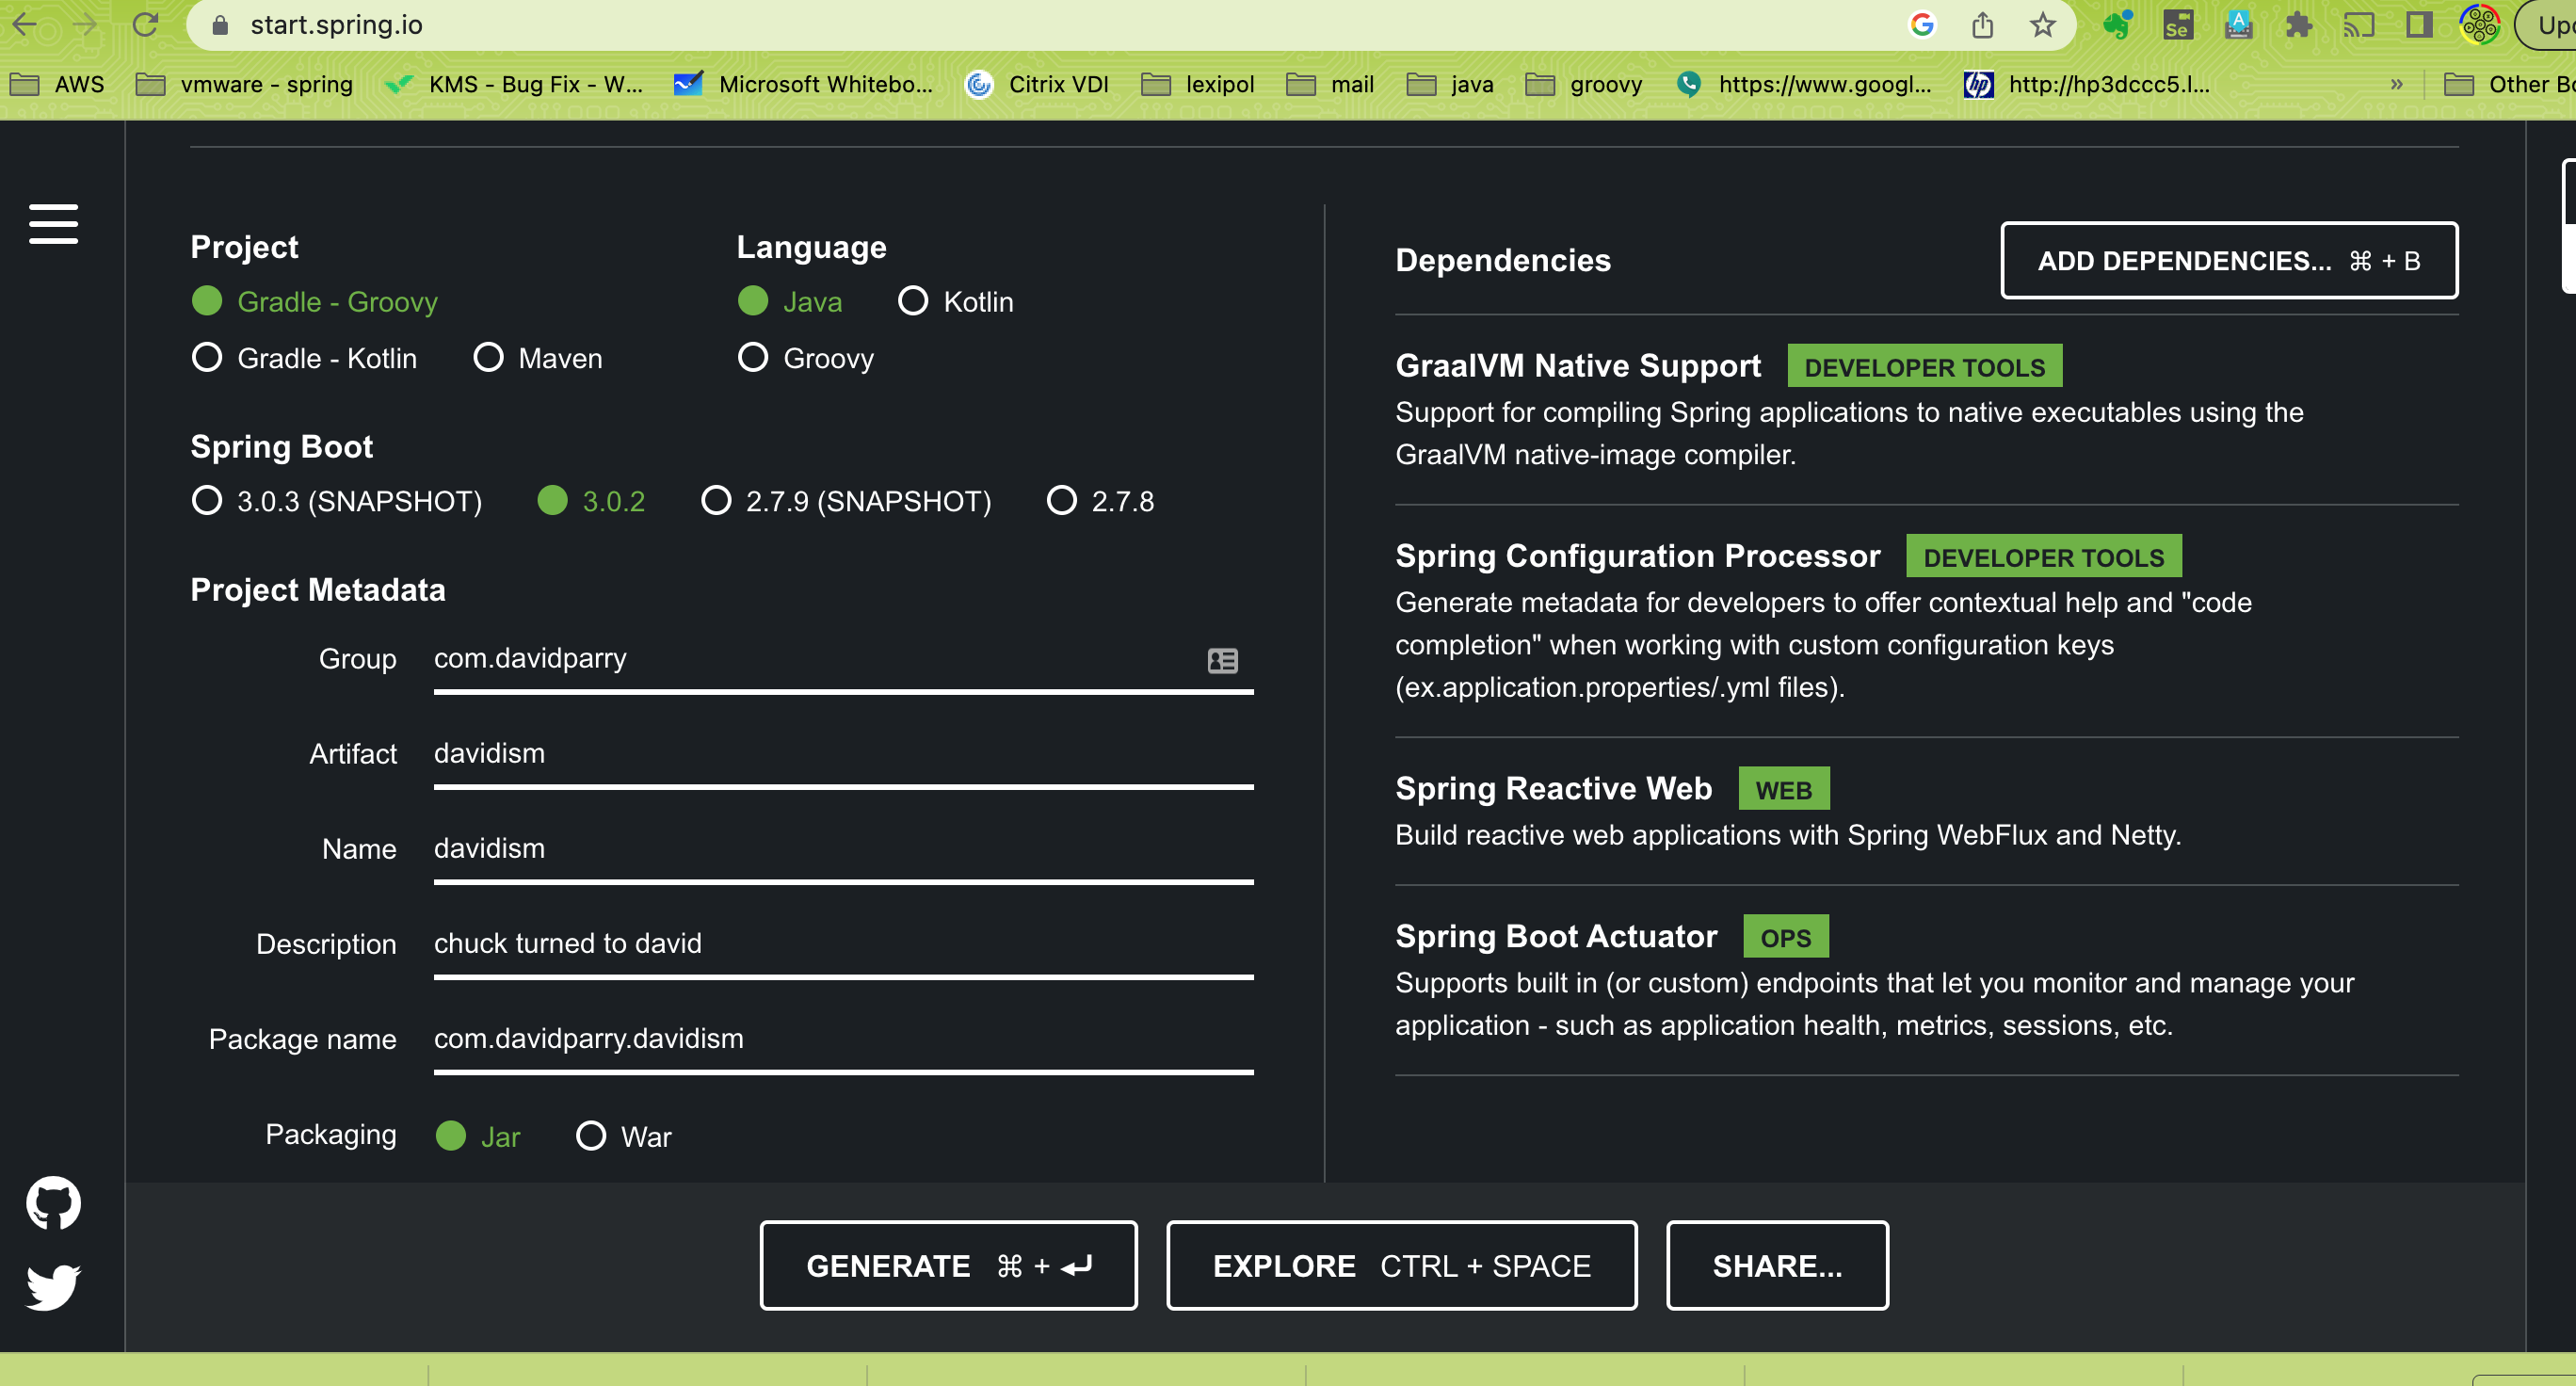 start.spring.io
AWS vmware - spring KMS - Bug Fix - W... Microsoft Whitebo... Citrix VDI lexipol mail java groovy https://www.googl... http://hp3dccc5.l... » Other Bo
Project
Gradle - Groovy
Gradle - Kotlin Maven
Language
Java Kotlin
Groovy
Spring Boot
3.0.3 (SNAPSHOT) 3.0.2 2.7.9 (SNAPSHOT) 2.7.8
Project Metadata
Group com.davidparry
Artifact davidism
Name davidism
Description chuck turned to david
Package name com.davidparry.davidism
Packaging Jar War
Dependencies ADD DEPENDENCIES... ⌘ + B
GraalVM Native Support DEVELOPER TOOLS
Support for compiling Spring applications to native executables using the
GraalVM native-image compiler.
Spring Configuration Processor DEVELOPER TOOLS
Generate metadata for developers to offer contextual help and "code
completion" when working with custom configuration keys
(ex.application.properties/.yml files).
Spring Reactive Web WEB
Build reactive web applications with Spring WebFlux and Netty.
Spring Boot Actuator OPS
Supports built in (or custom) endpoints that let you monitor and manage your
application - such as application health, metrics, sessions, etc.
GENERATE ⌘ + ⏎ EXPLORE CTRL + SPACE SHARE...